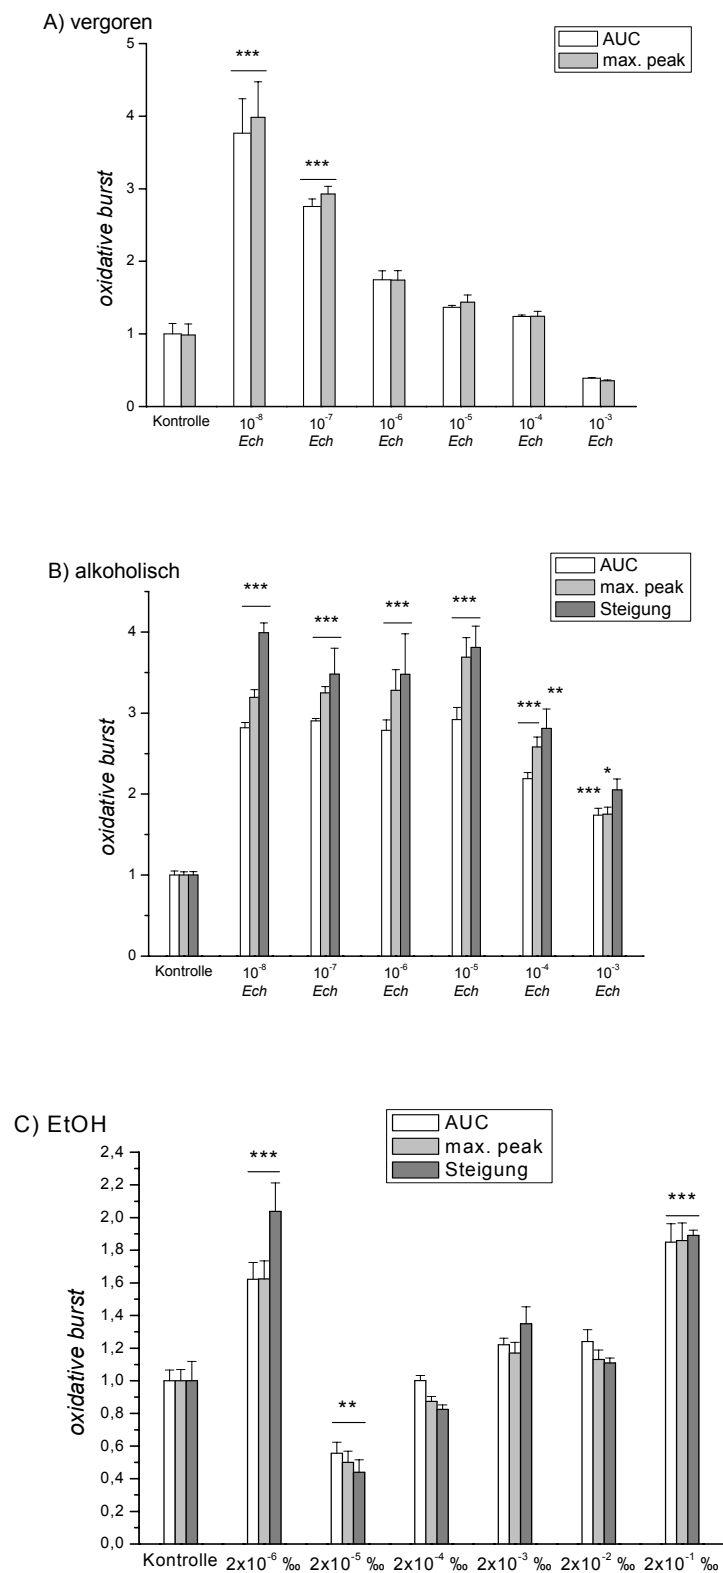 A) vergoren
AUC
max. peak
5
4
3
2
1
0
oxidative burst
***
***
Kontrolle 10⁻⁸ 10⁻⁷ 10⁻⁶ 10⁻⁵ 10⁻⁴ 10⁻³
Ech Ech Ech Ech Ech Ech
B) alkoholisch
AUC
max. peak
Steigung
4
3
2
1
0
oxidative burst
***
***
***
***
*** **
*** *
Kontrolle 10⁻⁸ 10⁻⁷ 10⁻⁶ 10⁻⁵ 10⁻⁴ 10⁻³
Ech Ech Ech Ech Ech Ech
C) EtOH
AUC
max. peak
Steigung
2,4
2,2
2,0
1,8
1,6
1,4
1,2
1,0
0,8
0,6
0,4
0,2
0,0
oxidative burst
***
**
***
Kontrolle 2x10⁻⁶ ‰ 2x10⁻⁵ ‰ 2x10⁻⁴ ‰ 2x10⁻³ ‰ 2x10⁻² ‰ 2x10⁻¹ ‰